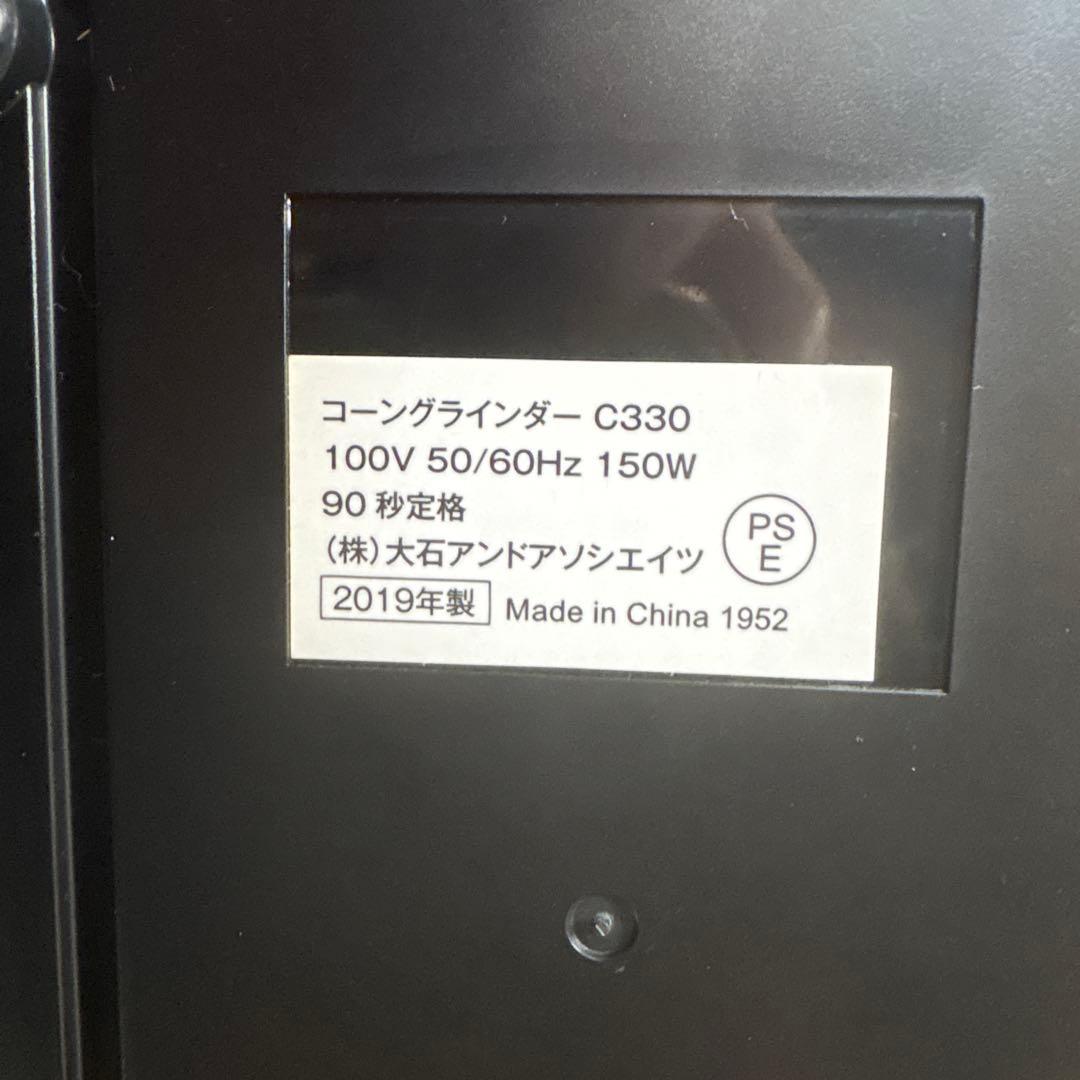 コーングラインダー C330
100V 50/60Hz 150W
90 秒定格
(株)大石アンドアソシエイツ
PS
E
2019年製 Made in China 1952